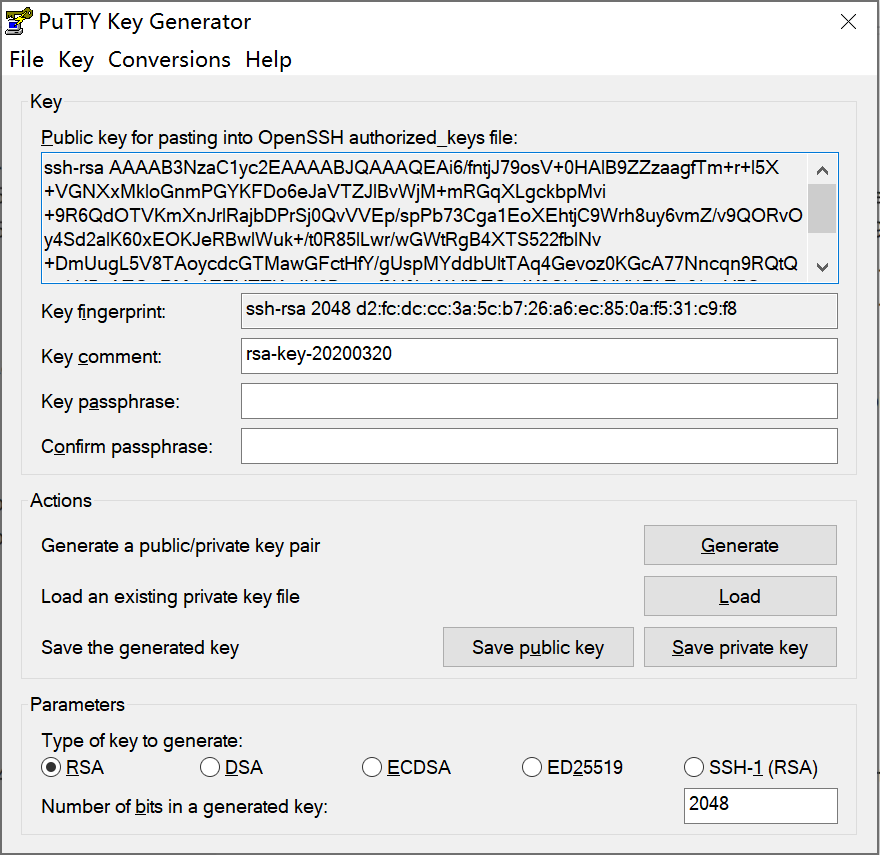 PuTTY Key Generator
File Key Conversions Help
Key
Public key for pasting into OpenSSH authorized_keys file:
ssh-rsa AAAAB3NzaC1yc2EAAAABJQAAAQEAi6/fntjJ79osV+0HAlB9ZZzaagfTm+r+l5X
+VGNXxMkloGnmPGYKFDo6eJaVTZJlBvWjM+mRGqXLgckbpMvi
+9R6QdOTVKmXnJrlRajbDPrSj0QvVVEp/spPb73Cga1EoXEhtjC9Wrh8uy6vmZ/v9QORvO
y4Sd2alK60xEOKJeRBwlWuk+/t0R85lLwr/wGWtRgB4XTS522fblNv
+DmUugL5V8TAoycdcGTMawGFctHfY/gUspMYddbUltTAq4Gevoz0KGcA77Nncqn9RQtQ
Key fingerprint:
ssh-rsa 2048 d2:fc:dc:cc:3a:5c:b7:26:a6:ec:85:0a:f5:31:c9:f8
Key comment:
rsa-key-20200320
Key passphrase:
Confirm passphrase:
Actions
Generate a public/private key pair
Generate
Load an existing private key file
Load
Save the generated key
Save public key
Save private key
Parameters
Type of key to generate:
RSA DSA ECDSA ED25519 SSH-1 (RSA)
Number of bits in a generated key:
2048